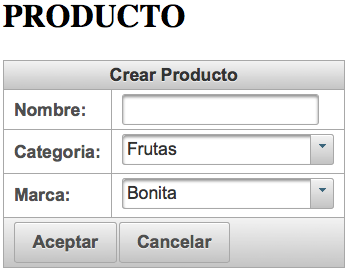 PRODUCTO
Crear Producto
Nombre:
Categoria: Frutas
Marca: Bonita
Aceptar Cancelar